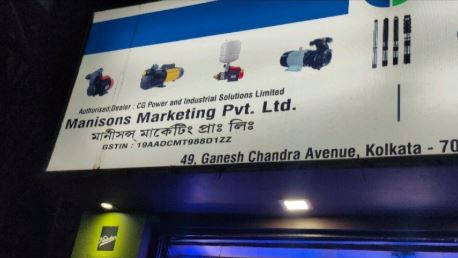 Authorised Dealer : CG Power and Industrial Solutions Limited
Manisons Marketing Pvt. Ltd.
মানীসন্স মার্কেটিং প্রাঃ লিঃ
GSTIN : 19AADCMT988D1ZZ
49, Ganesh Chandra Avenue, Kolkata - 70